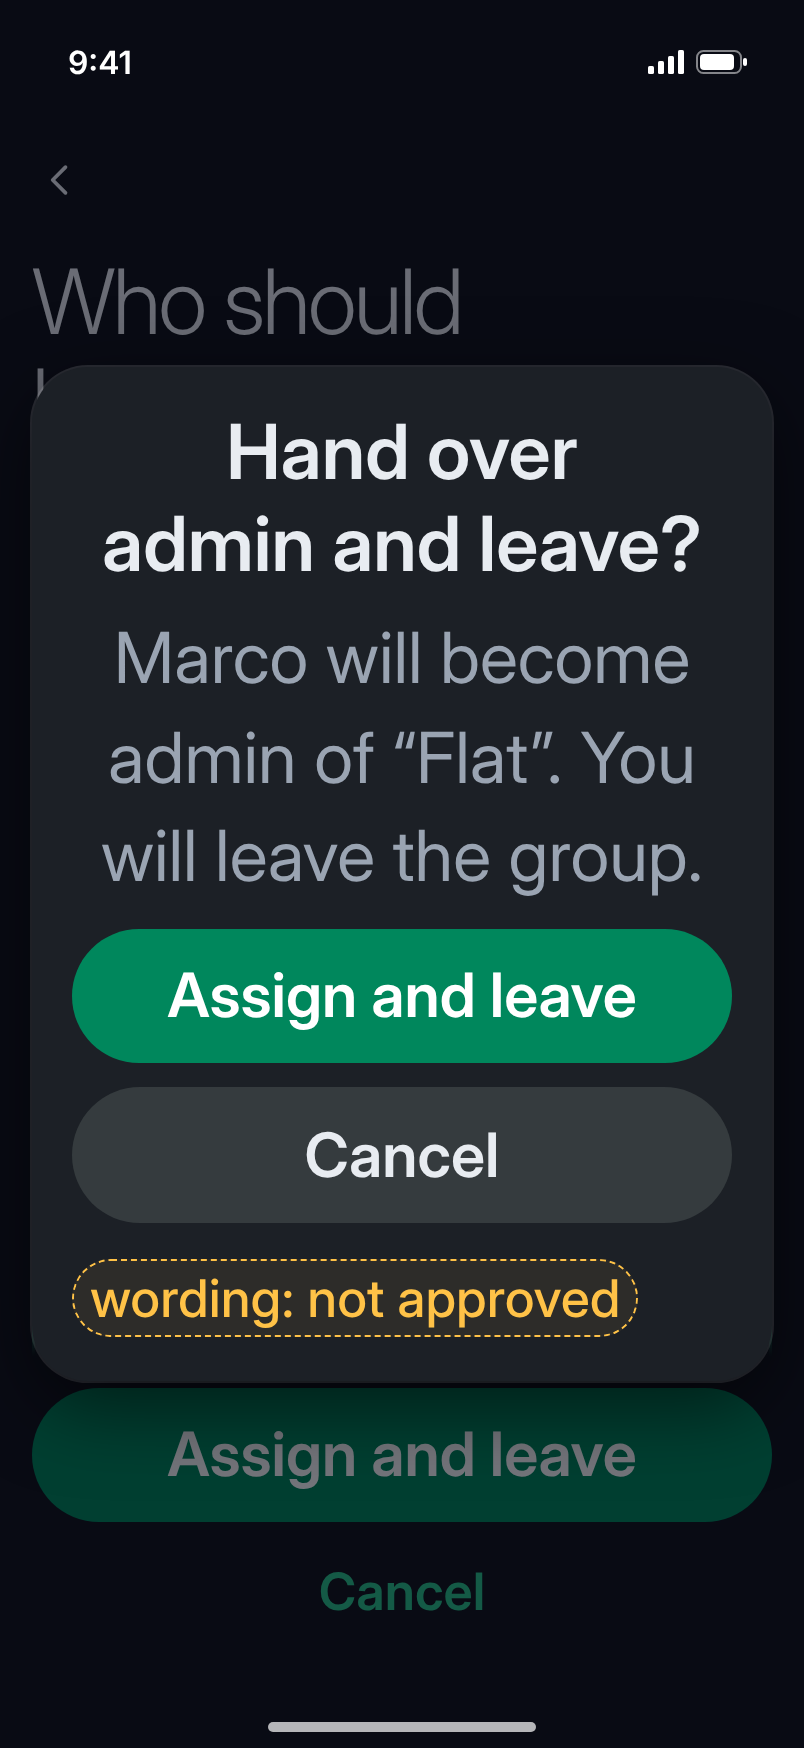 9:41
Who should
Hand over
admin and leave?
Marco will become
admin of “Flat”. You
will leave the group.
Assign and leave
Cancel
wording: not approved
Assign and leave
Cancel